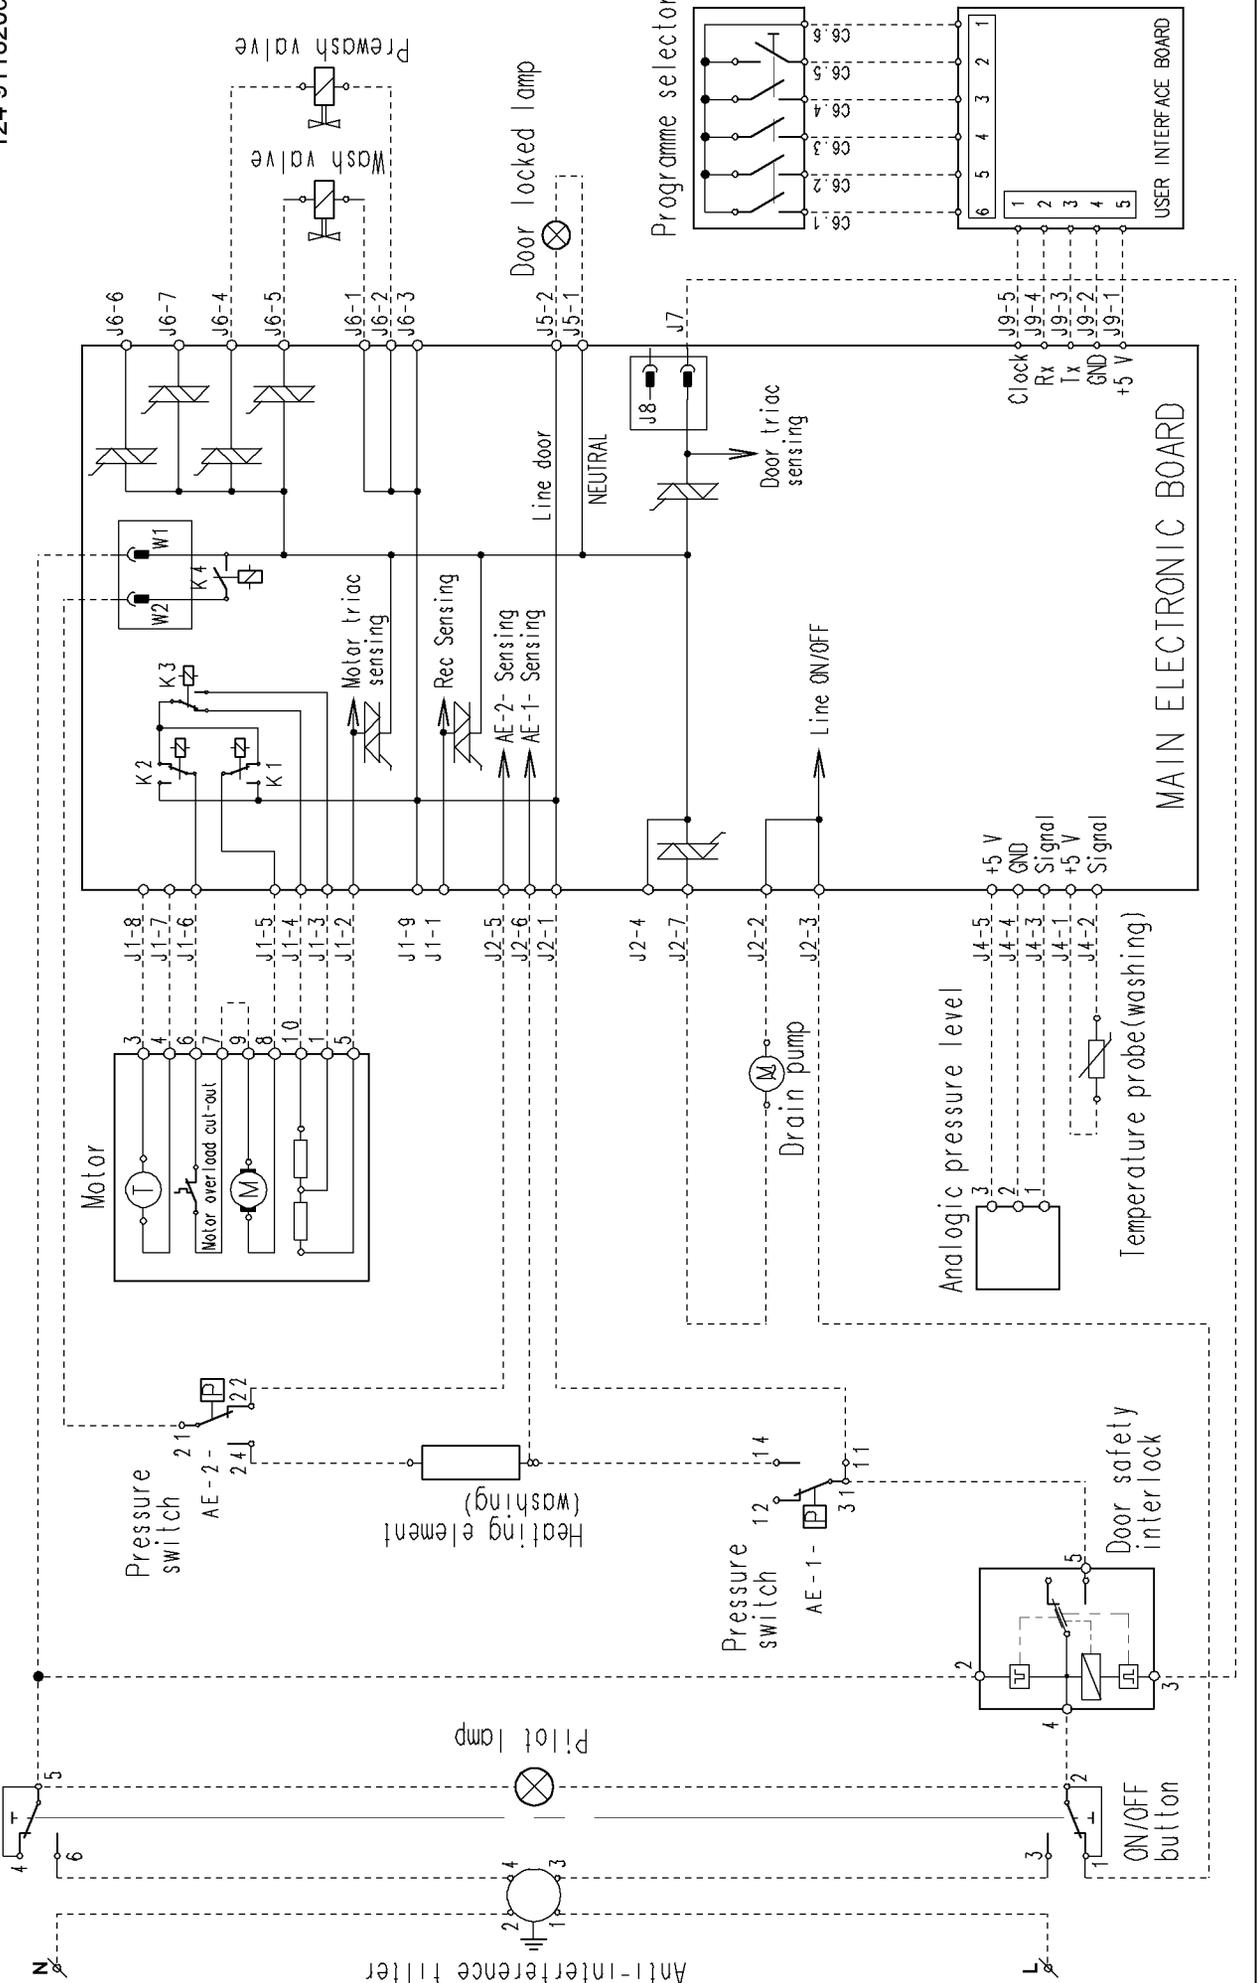 Prewash valve
Wash valve
Door locked lamp
Programme selector
C6.6
C6.5
C6.4
C6.3
C6.2
C6.1
1
2
3
4
5
6
1
2
3
4
5
USER INTERFACE BOARD
J6-6
J6-7
J6-4
J6-5
J6-1
J6-2
J6-3
J5-2
J5-1
J7
J9-5
J9-4
J9-3
J9-2
J9-1
Clock
Rx
Tx
GND
+5 V
J8
Door triac
sensing
Line door
NEUTRAL
W1
W2
K4
K3
K2
K1
Motor triac
sensing
Rec Sensing
AE-2- Sensing
AE-1- Sensing
Line ON/OFF
MAIN ELECTRONIC BOARD
+5 V
GND
Signal
+5 V
Signal
J1-8
J1-7
J1-6
J1-5
J1-4
J1-3
J1-2
J1-9
J1-1
J2-5
J2-6
J2-1
J2-4
J2-7
J2-2
J2-3
J4-5
J4-4
J4-3
J4-1
J4-2
3
4
6
7
9
8
10
1
5
Motor
T
Motor overload cut-out
M
M
Drain pump
Analogic pressure level
3
2
1
Temperature probe(washing)
P
21
22
24
Pressure
switch
AE-2-
Heating element
(washing)
14
12
11
31
P
Pressure
switch
AE-1-
Door safety
interlock
5
2
3
4
Pilot lamp
5
4
6
2
3
1
ON/OFF
button
4
3
2
1
Anti-interference filter
N
L